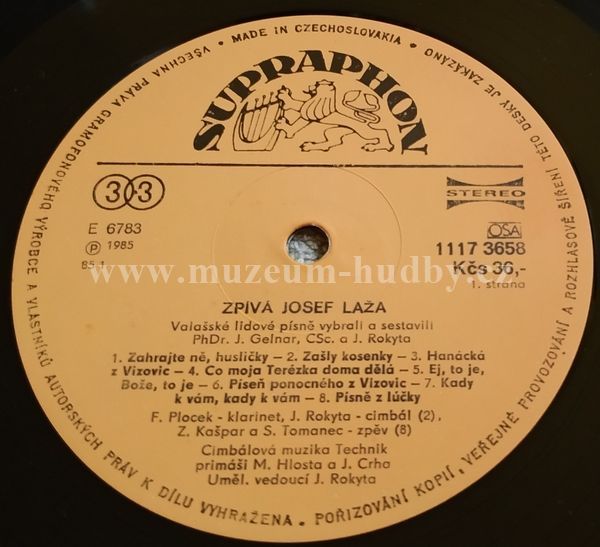 VŠECHNA PRÁVA GRAMOFONOVÉHO VÝROBCE A VLASTNÍKŮ AUTORSKÝCH PRÁV K DÍLU VYHRAŽENA. POŘIZOVÁNÍ KOPIÍ, VEŘEJNÉ PROVOZOVÁNÍ A ROZHLASOVÉ ŠÍŘENÍ TÉTO DESKY JE ZAKÁZÁNO • MADE IN CZECHOSLOVAKIA •
SUPRAPHON
33
STEREO
E 6783
℗ 1985
85 1
OSA
1117 3658
Kčs 36,-
1. strana
www.muzeum-hudby.cz
ZPÍVÁ JOSEF LAŽA
Valašské lidové písně vybrali a sestavili
PhDr. J. Gelnar, CSc. a J. Rokyta
1. Zahrajte ně, husličky – 2. Zašly kosenky – 3. Hanácká
z Vizovic – 4. Co moja Terézka doma dělá – 5. Ej, to je,
Bože, to je – 6. Píseň ponocného z Vizovic – 7. Kady
k vám, kady k vám – 8. Písně z lúčky
F. Plocek - klarinet, J. Rokyta - cimbál (2),
Z. Kašpar a S. Tomanec - zpěv (8)
Cimbálová muzika Technik
primáši M. Hlosta a J. Crha
Uměl. vedoucí J. Rokyta